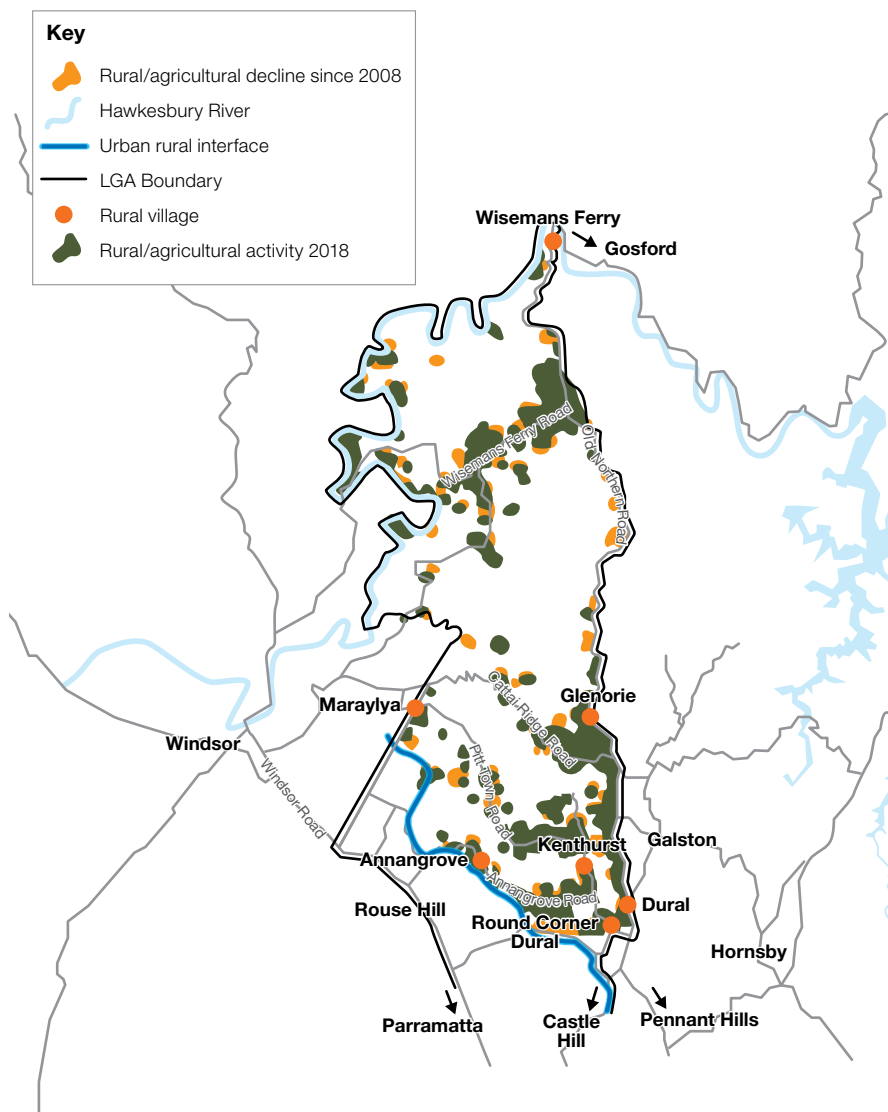 Key
Rural/agricultural decline since 2008
Hawkesbury River
Urban rural interface
LGA Boundary
Rural village
Rural/agricultural activity 2018
Wisemans Ferry
Gosford
Wisemans Ferry Road
Old Northern Road
Glenorie
Maraylya
Cattai Ridge Road
Windsor
Windsor Road
Pitt Town Road
Galston
Kenthurst
Annangrove
Annangrove Road
Rouse Hill
Dural
Round Corner
Dural
Hornsby
Parramatta
Castle
Hill
Pennant Hills